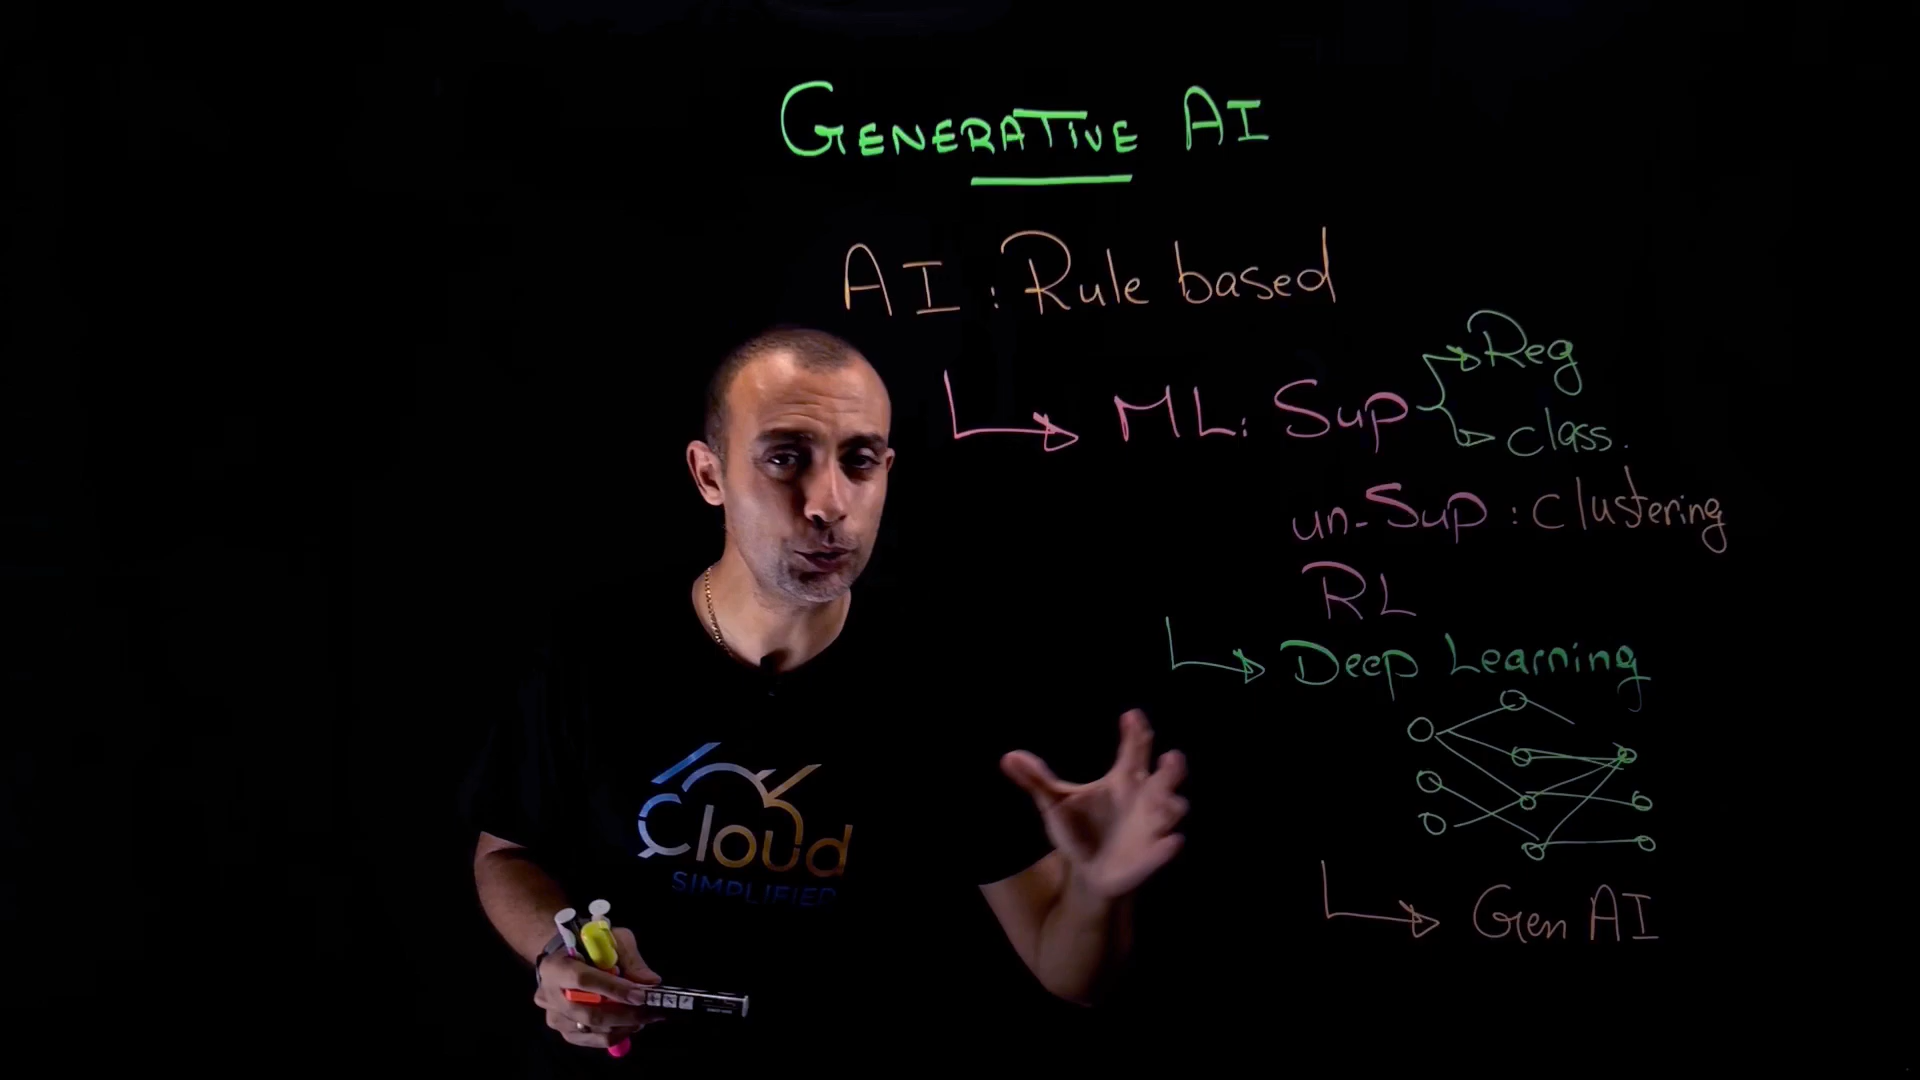 GENERATIVE AI
AI : Rule based
ML: Sup
Reg
class.
un-Sup : clustering
RL
Deep Learning
Gen AI
Cloud
SIMPLIFIED